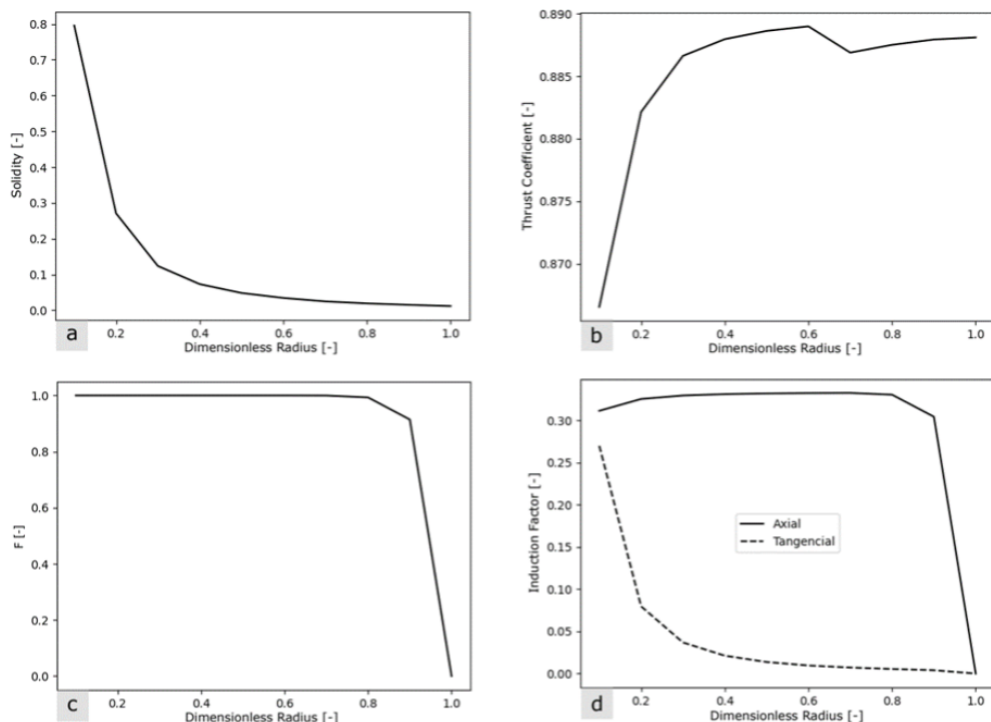 Solidity [-]
0.8
0.7
0.6
0.5
0.4
0.3
0.2
0.1
0.0
0.2 0.4 0.6 0.8 1.0
Dimensionless Radius [-]
a
Thrust Coefficient [-]
0.890
0.885
0.880
0.875
0.870
0.2 0.4 0.6 0.8 1.0
Dimensionless Radius [-]
b
F [-]
1.0
0.8
0.6
0.4
0.2
0.0
0.2 0.4 0.6 0.8 1.0
Dimensionless Radius [-]
c
Induction Factor [-]
0.30
0.25
0.20
0.15
0.10
0.05
0.00
Axial
Tangencial
0.2 0.4 0.6 0.8 1.0
Dimensionless Radius [-]
d